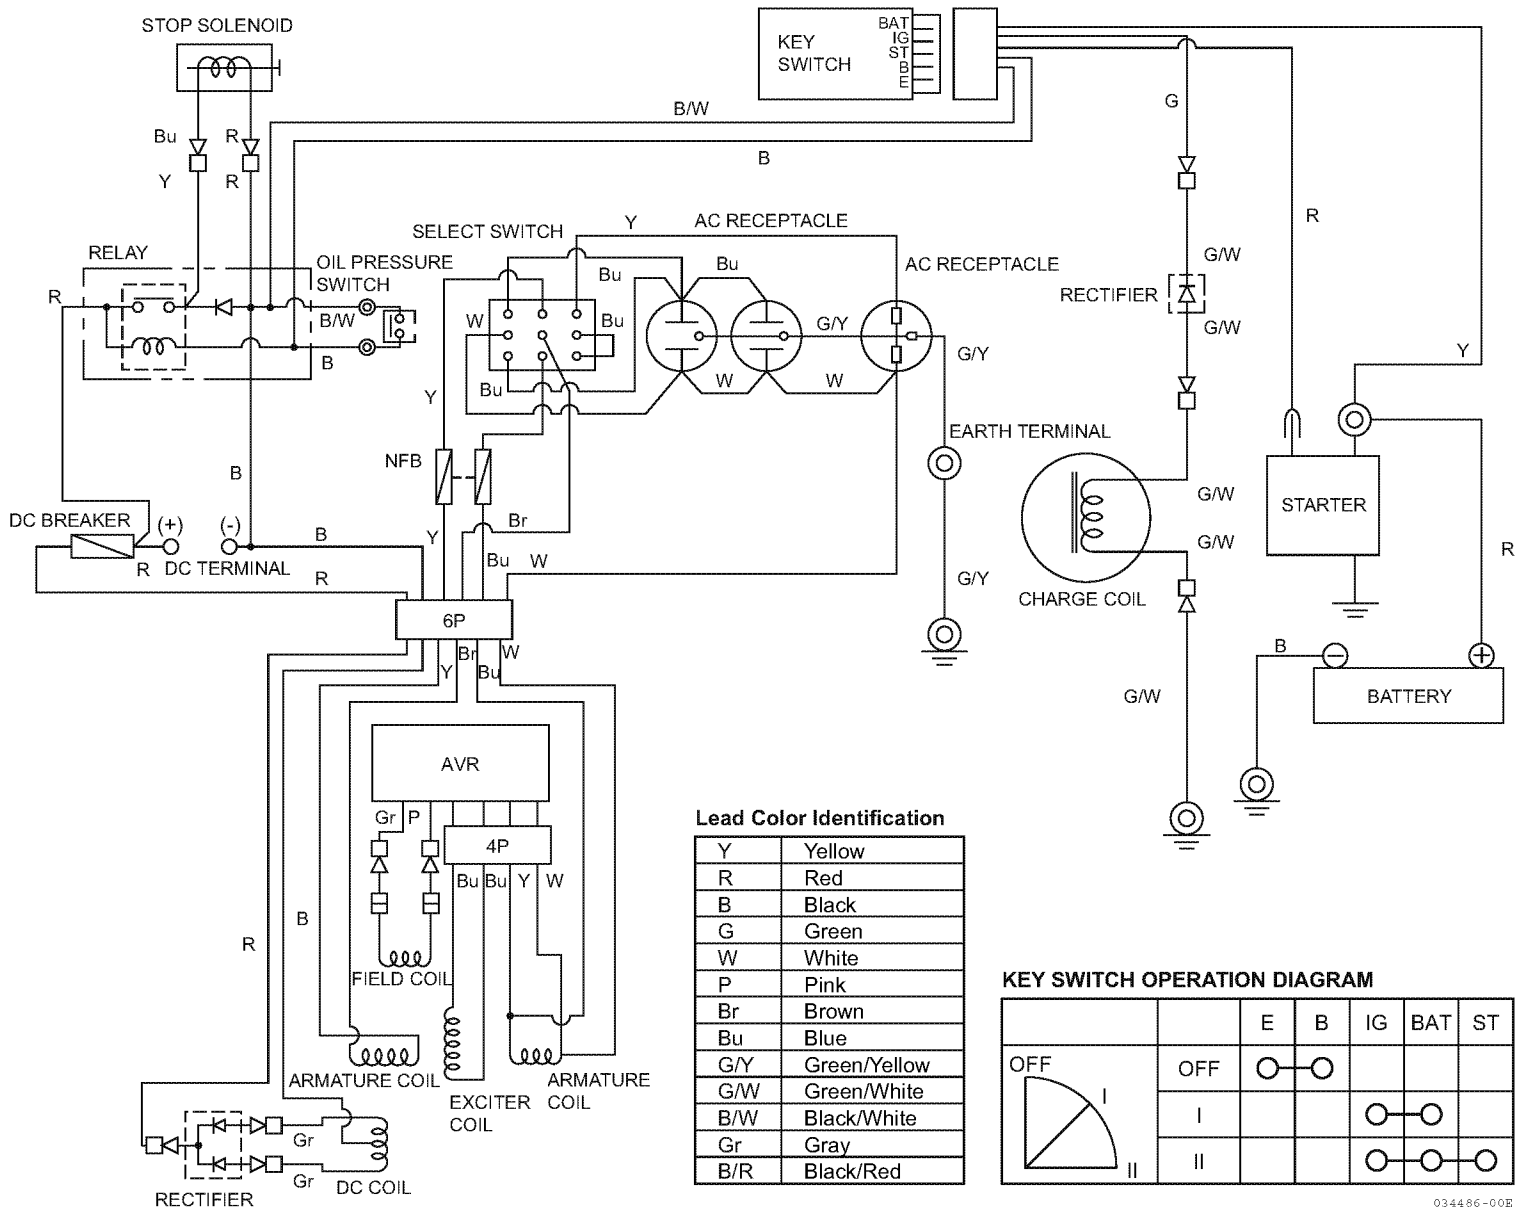 STOP SOLENOID
BAT
IG
ST
B
E
KEY
SWITCH
B/W
G
Bu
R
B
Y
R
R
Y
AC RECEPTACLE
SELECT SWITCH
RELAY
OIL PRESSURE
SWITCH
Bu
Bu
AC RECEPTACLE
G/W
R
RECTIFIER
B/W
W
Bu
G/Y
G/W
B
G/Y
Y
Bu
W
W
Y
EARTH TERMINAL
NFB
B
G/W
STARTER
DC BREAKER
(+)
(-)
B
Y
Br
G/W
R
R
DC TERMINAL
R
Bu
W
G/Y
CHARGE COIL
6P
Y
Br
Bu
W
B
G/W
BATTERY
AVR
Gr
P
4P
Bu
Bu
Y
W
B
R
FIELD COIL
ARMATURE COIL
EXCITER
COIL
ARMATURE
COIL
Gr
Gr
DC COIL
RECTIFIER
Lead Color Identification
Y Yellow
R Red
B Black
G Green
W White
P Pink
Br Brown
Bu Blue
G/Y Green/Yellow
G/W Green/White
B/W Black/White
Gr Gray
B/R Black/Red
KEY SWITCH OPERATION DIAGRAM
E B IG BAT ST
OFF
I
II
OFF
I
II
034486-00E